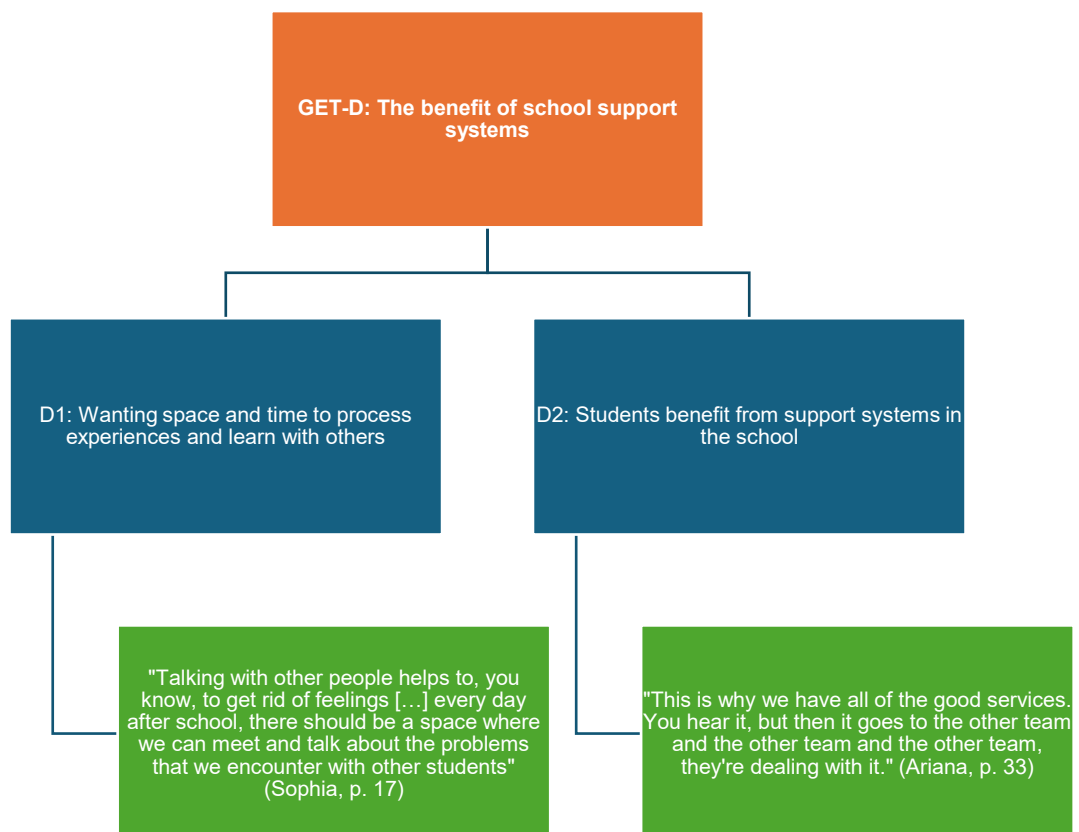 GET-D: The benefit of school support
systems
D1: Wanting space and time to process
experiences and learn with others
D2: Students benefit from support systems in
the school
"Talking with other people helps to, you
know, to get rid of feelings […] every day
after school, there should be a space where
we can meet and talk about the problems
that we encounter with other students"
(Sophia, p. 17)
"This is why we have all of the good services.
You hear it, but then it goes to the other team
and the other team and the other team,
they're dealing with it." (Ariana, p. 33)